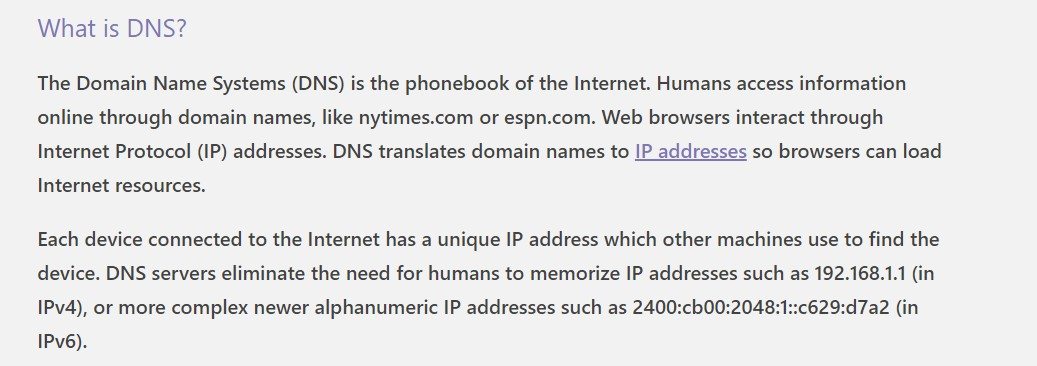 What is DNS?
The Domain Name Systems (DNS) is the phonebook of the Internet. Humans access information
online through domain names, like nytimes.com or espn.com. Web browsers interact through
Internet Protocol (IP) addresses. DNS translates domain names to IP addresses so browsers can load
Internet resources.
Each device connected to the Internet has a unique IP address which other machines use to find the
device. DNS servers eliminate the need for humans to memorize IP addresses such as 192.168.1.1 (in
IPv4), or more complex newer alphanumeric IP addresses such as 2400:cb00:2048:1::c629:d7a2 (in
IPv6).